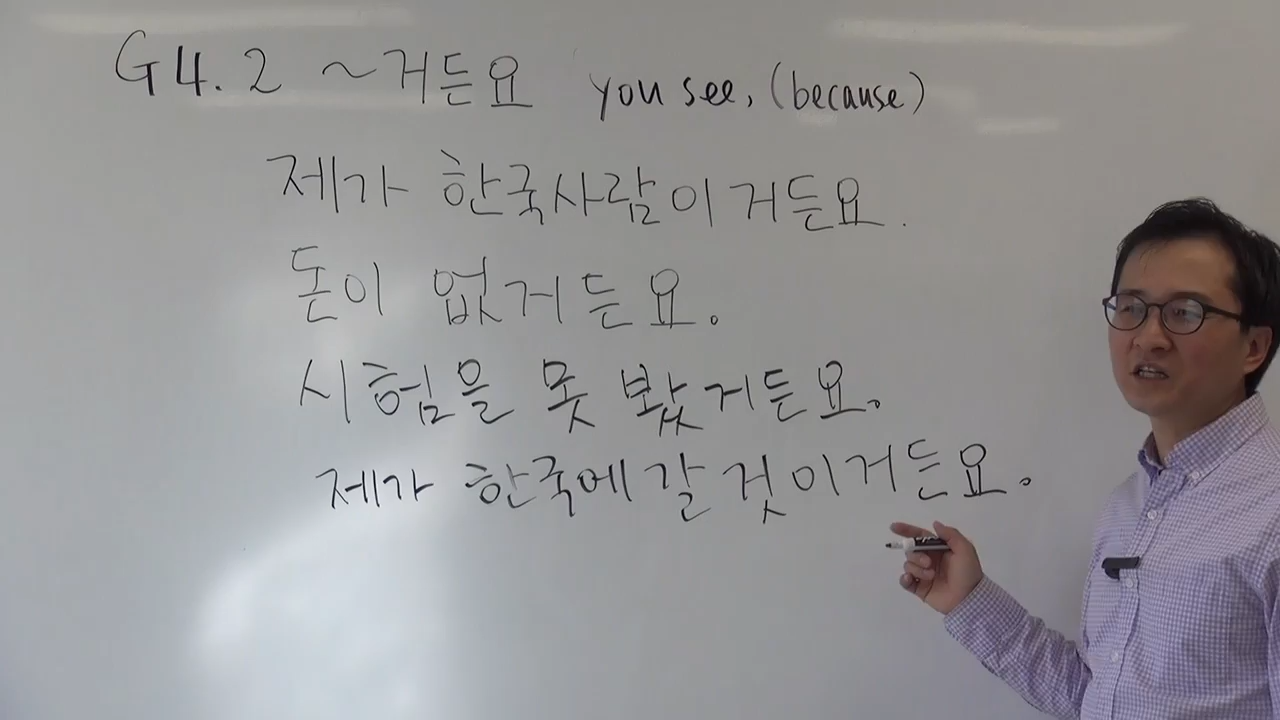 G4.2 ~거든요 you see, (because)
제가 한국사람이거든요.
돈이 없거든요.
시험을 못 봤거든요.
제가 한국에 갈 것이거든요.